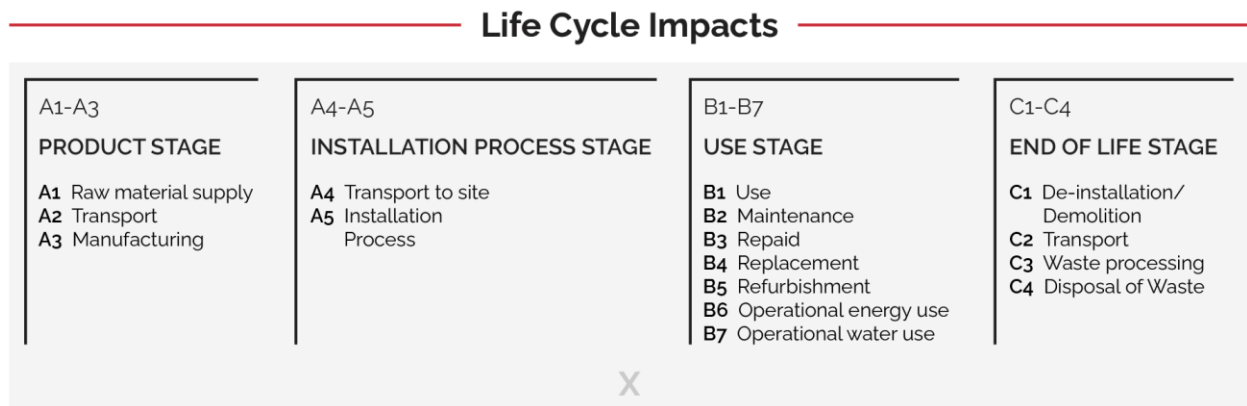 Life Cycle Impacts
A1-A3
PRODUCT STAGE
A1 Raw material supply
A2 Transport
A3 Manufacturing
A4-A5
INSTALLATION PROCESS STAGE
A4 Transport to site
A5 Installation
Process
B1-B7
USE STAGE
B1 Use
B2 Maintenance
B3 Repaid
B4 Replacement
B5 Refurbishment
B6 Operational energy use
B7 Operational water use
C1-C4
END OF LIFE STAGE
C1 De-installation/
Demolition
C2 Transport
C3 Waste processing
C4 Disposal of Waste
X